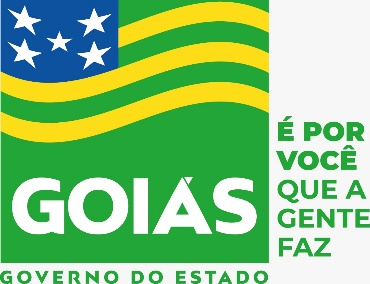 GOIÁS
GOVERNO DO ESTADO
É POR
VOCÊ
QUE A
GENTE
FAZ